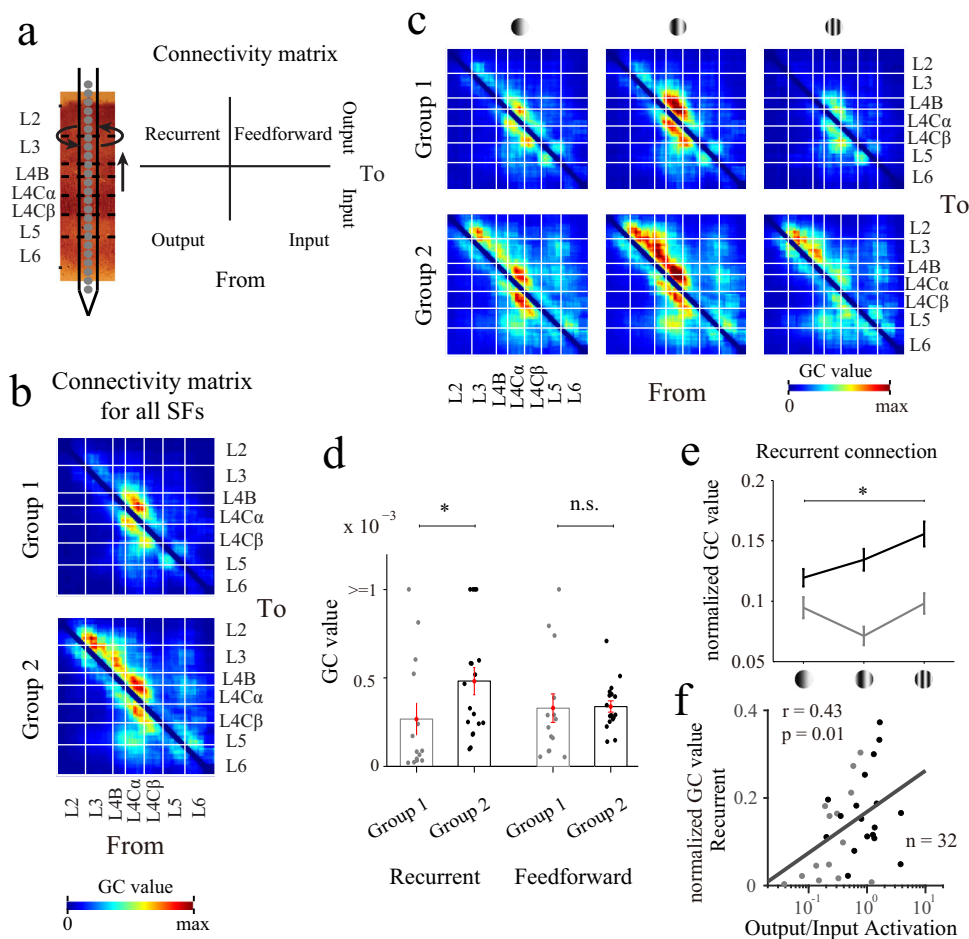 a
Connectivity matrix
L2
L3
L4B
L4Cα
L4Cβ
L5
L6
Recurrent
Feedforward
Output
Input
To
Output
Input
From
b
Connectivity matrix
for all SFs
Group 1
L2
L3
L4B
L4Cα
L4Cβ
L5
L6
To
Group 2
L2
L3
L4B
L4Cα
L4Cβ
L5
L6
L2 L3 L4B L4Cα L4Cβ L5 L6
From
GC value
0 max
c
Group 1
L2
L3
L4B
L4Cα
L4Cβ
L5
L6
To
Group 2
L2
L3
L4B
L4Cα
L4Cβ
L5
L6
L2 L3 L4B L4Cα L4Cβ L5 L6
From
GC value
0 max
d
x 10⁻³
* n.s.
GC value
>=1
0.5
0
Group 1 Group 2 Group 1 Group 2
Recurrent Feedforward
e
Recurrent connection
*
normalized GC value
0.15
0.1
0.05
f
r = 0.43
p = 0.01
n = 32
normalized GC value
Recurrent
0.4
0.2
0
10⁻¹ 10⁰ 10¹
Output/Input Activation